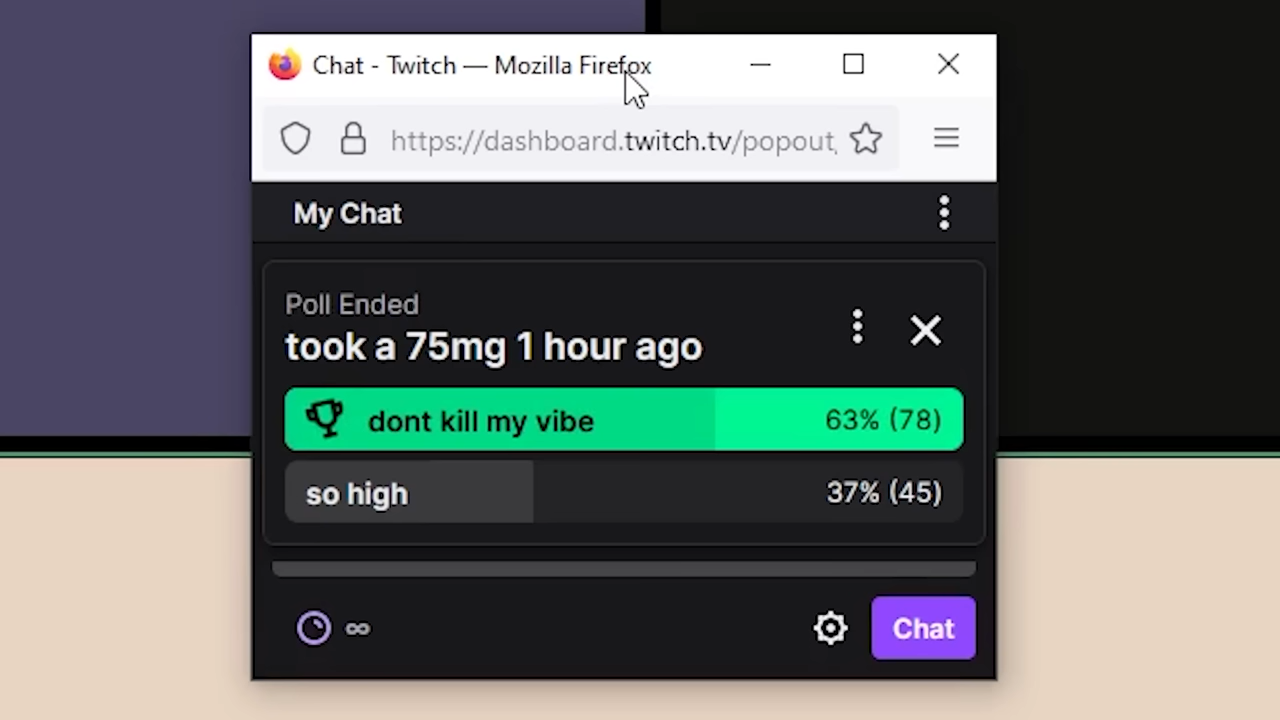 Chat - Twitch — Mozilla Firefox
https://dashboard.twitch.tv/popout
My Chat
Poll Ended
took a 75mg 1 hour ago
dont kill my vibe 63% (78)
so high 37% (45)
∞ Chat